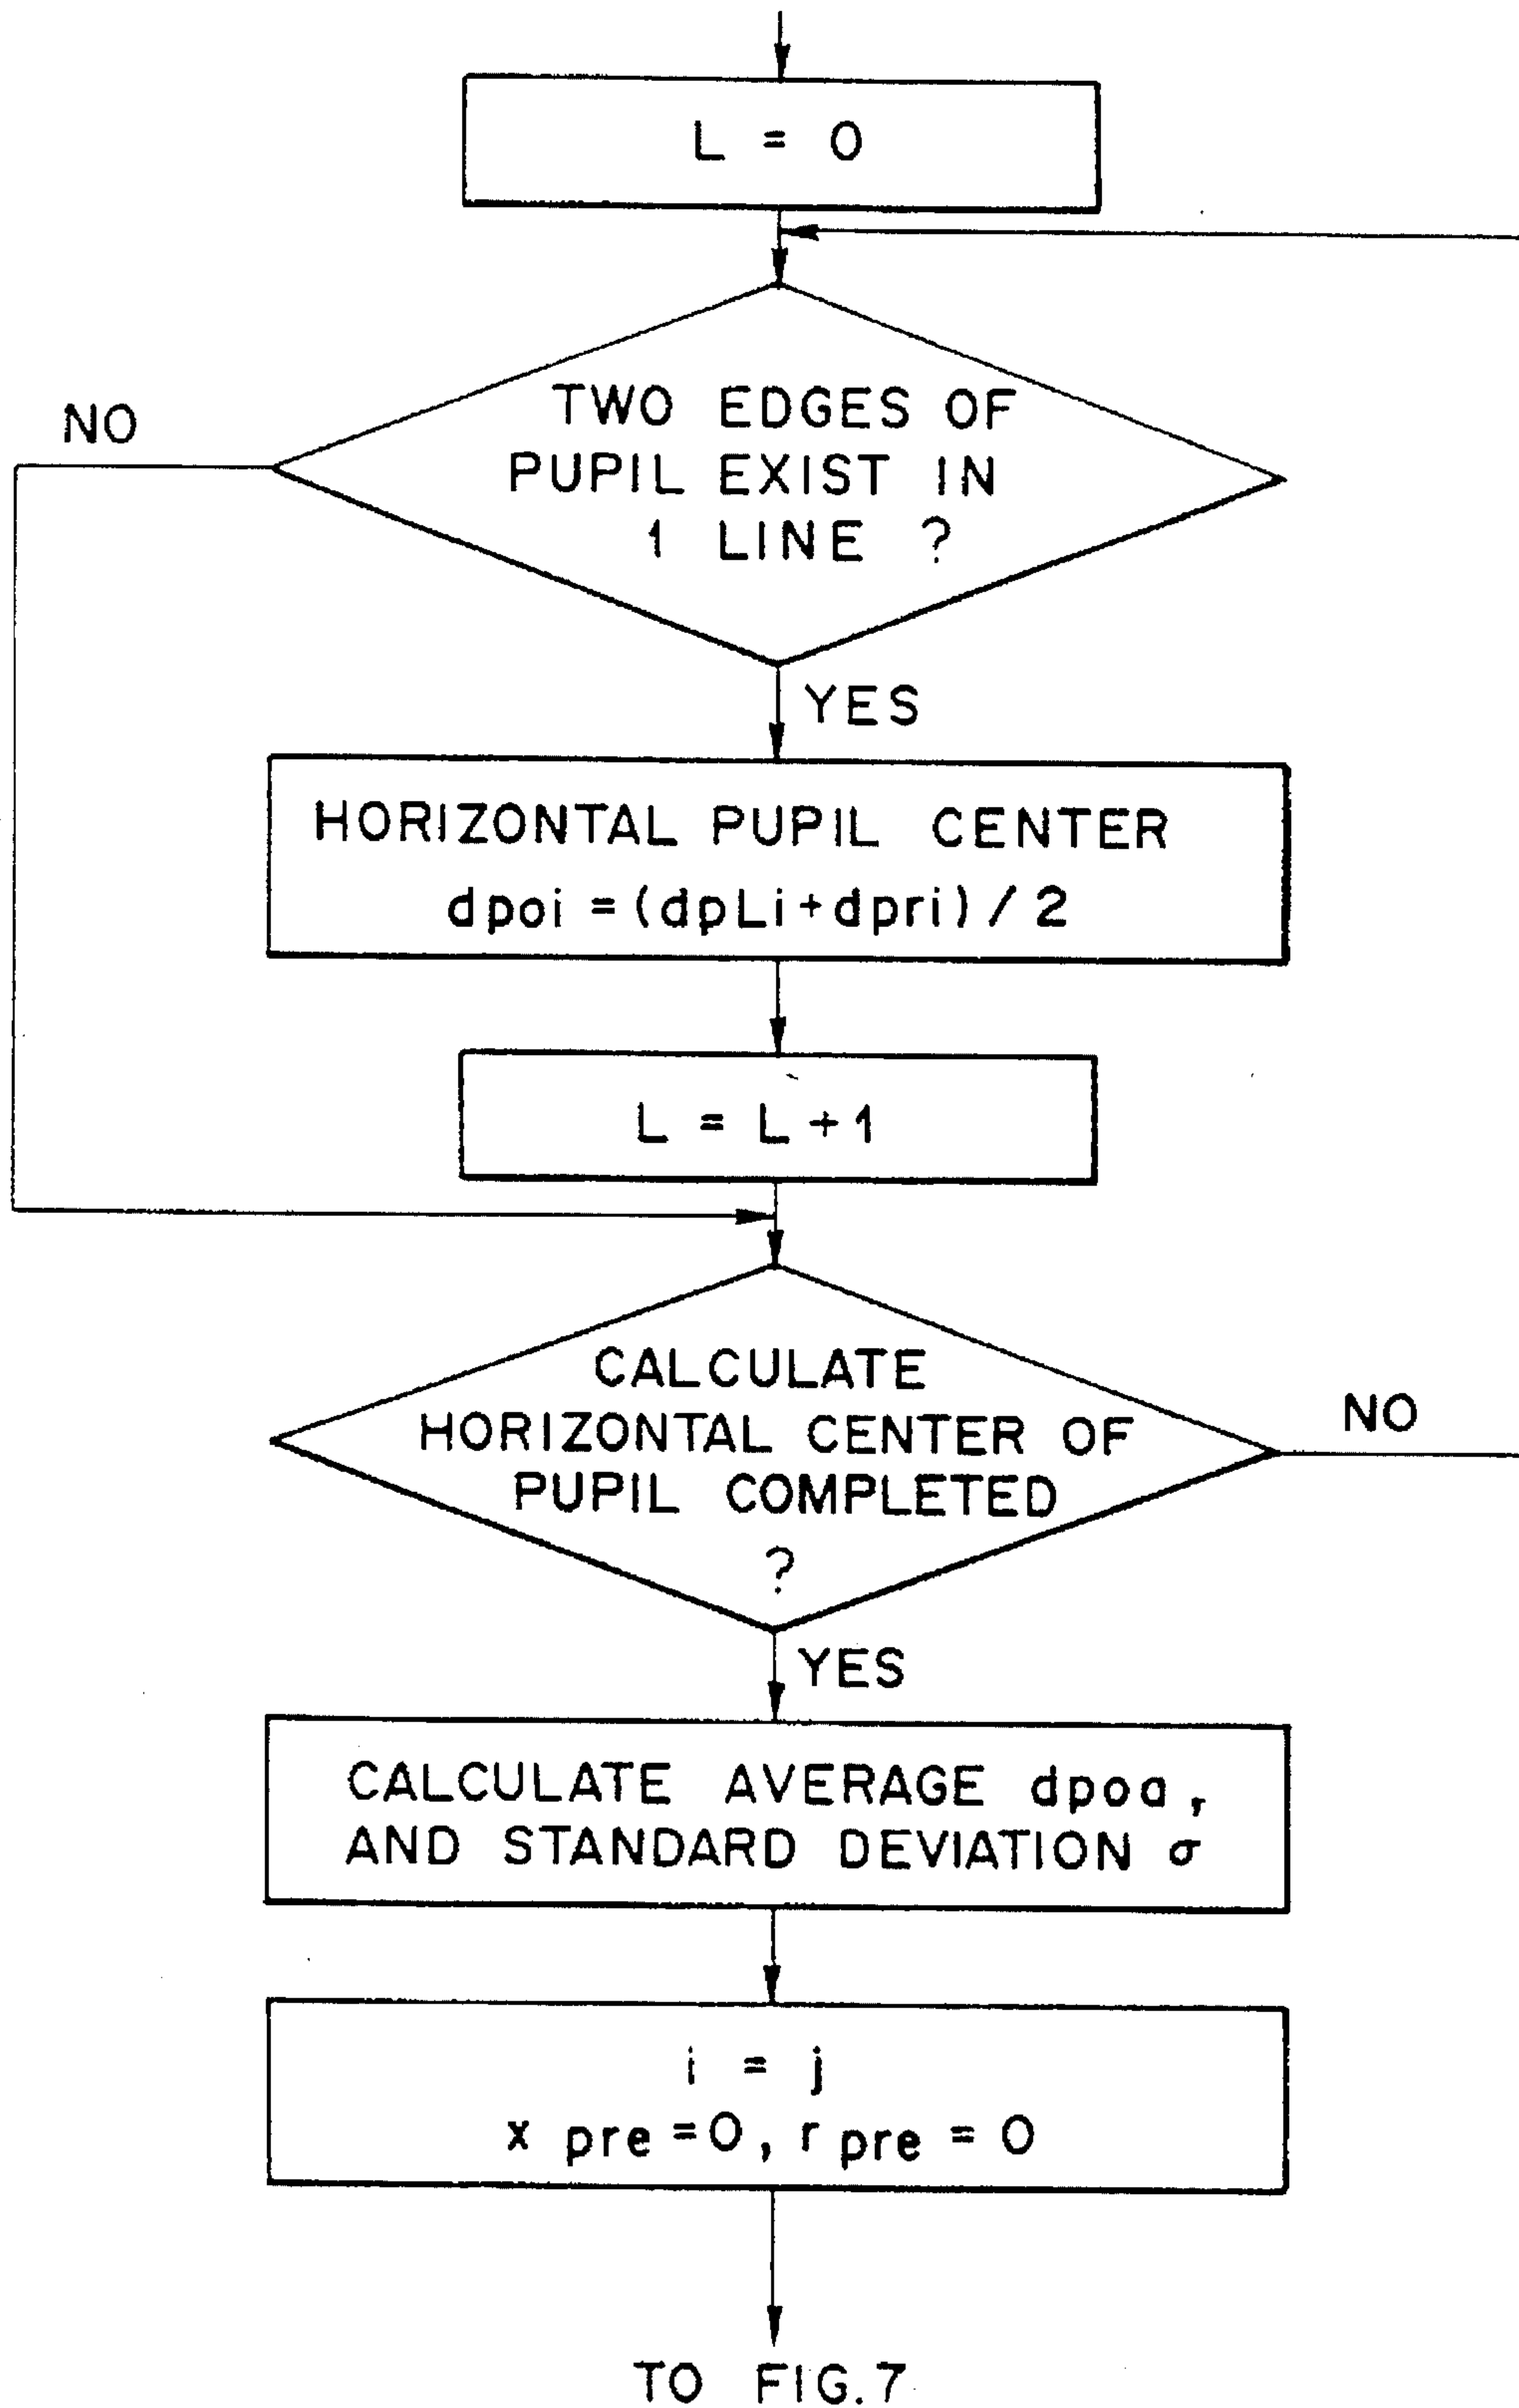 L = 0
NO
TWO EDGES OF
PUPIL EXIST IN
1 LINE ?
YES
HORIZONTAL PUPIL CENTER
dpoi = (dpLi+dpri) / 2
L = L + 1
CALCULATE
HORIZONTAL CENTER OF
PUPIL COMPLETED
?
NO
YES
CALCULATE AVERAGE dpoa,
AND STANDARD DEVIATION σ
i = j
x pre = 0, r pre = 0
TO FIG. 7